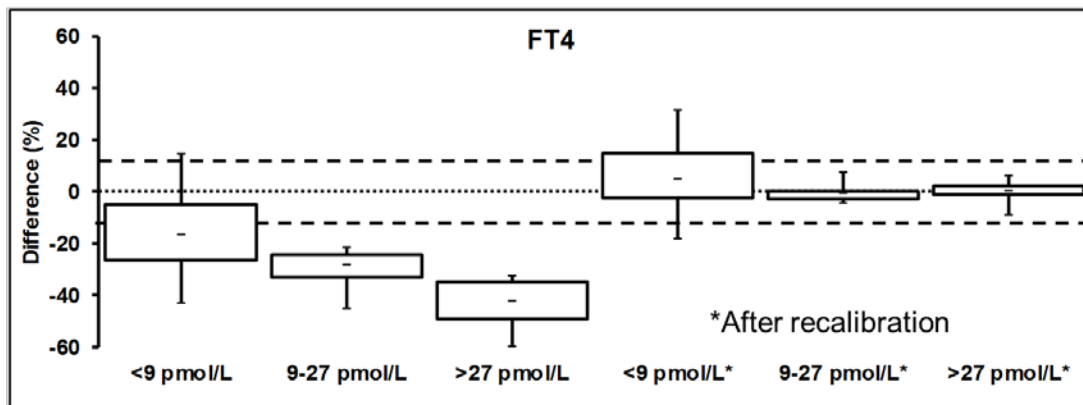 FT4
60
40
20
0
-20
-40
-60
Difference (%)
*After recalibration
<9 pmol/L 9-27 pmol/L >27 pmol/L <9 pmol/L* 9-27 pmol/L* >27 pmol/L*